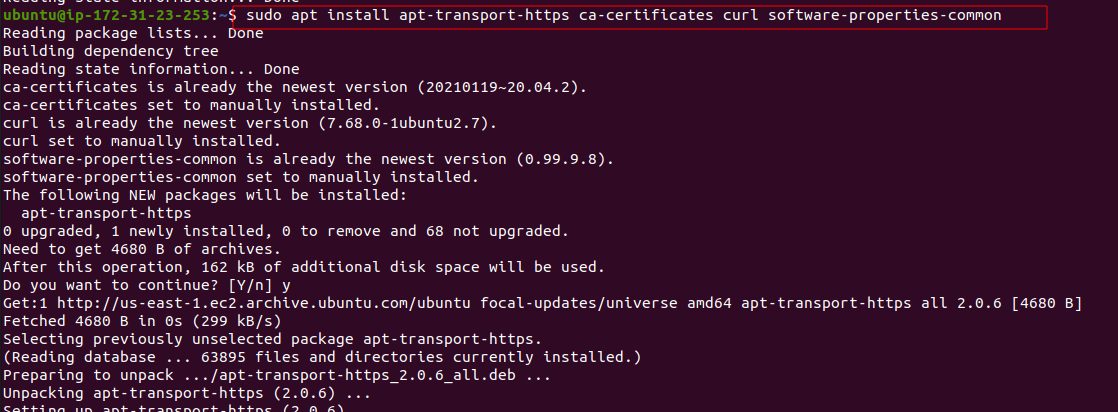 Reading state information... Done
ubuntu@ip-172-31-23-253:~$ sudo apt install apt-transport-https ca-certificates curl software-properties-common
Reading package lists... Done
Building dependency tree
Reading state information... Done
ca-certificates is already the newest version (20210119~20.04.2).
ca-certificates set to manually installed.
curl is already the newest version (7.68.0-1ubuntu2.7).
curl set to manually installed.
software-properties-common is already the newest version (0.99.9.8).
software-properties-common set to manually installed.
The following NEW packages will be installed:
  apt-transport-https
0 upgraded, 1 newly installed, 0 to remove and 68 not upgraded.
Need to get 4680 B of archives.
After this operation, 162 kB of additional disk space will be used.
Do you want to continue? [Y/n] y
Get:1 http://us-east-1.ec2.archive.ubuntu.com/ubuntu focal-updates/universe amd64 apt-transport-https all 2.0.6 [4680 B]
Fetched 4680 B in 0s (299 kB/s)
Selecting previously unselected package apt-transport-https.
(Reading database ... 63895 files and directories currently installed.)
Preparing to unpack .../apt-transport-https_2.0.6_all.deb ...
Unpacking apt-transport-https (2.0.6) ...
Setting up apt-transport-https (2.0.6)